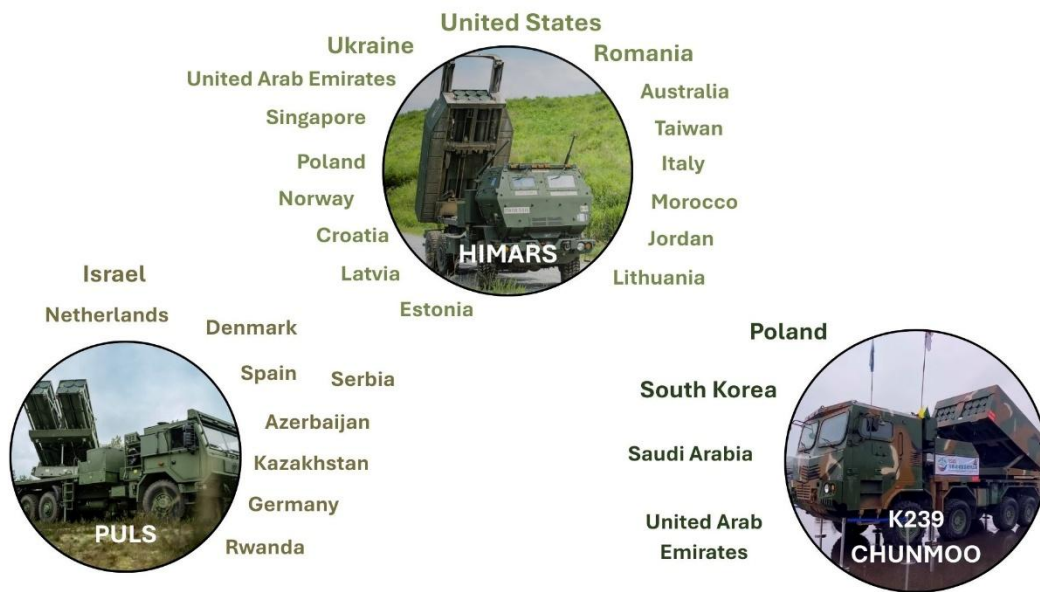 United States
Ukraine
Romania
United Arab Emirates
Australia
Singapore
Taiwan
Poland
Italy
Norway
Morocco
Croatia
Jordan
HIMARS
Latvia
Lithuania
Estonia
Israel
Netherlands
Denmark
Spain
Serbia
Azerbaijan
Kazakhstan
Germany
Rwanda
PULS
Poland
South Korea
Saudi Arabia
United Arab
Emirates
K239
CHUNMOO